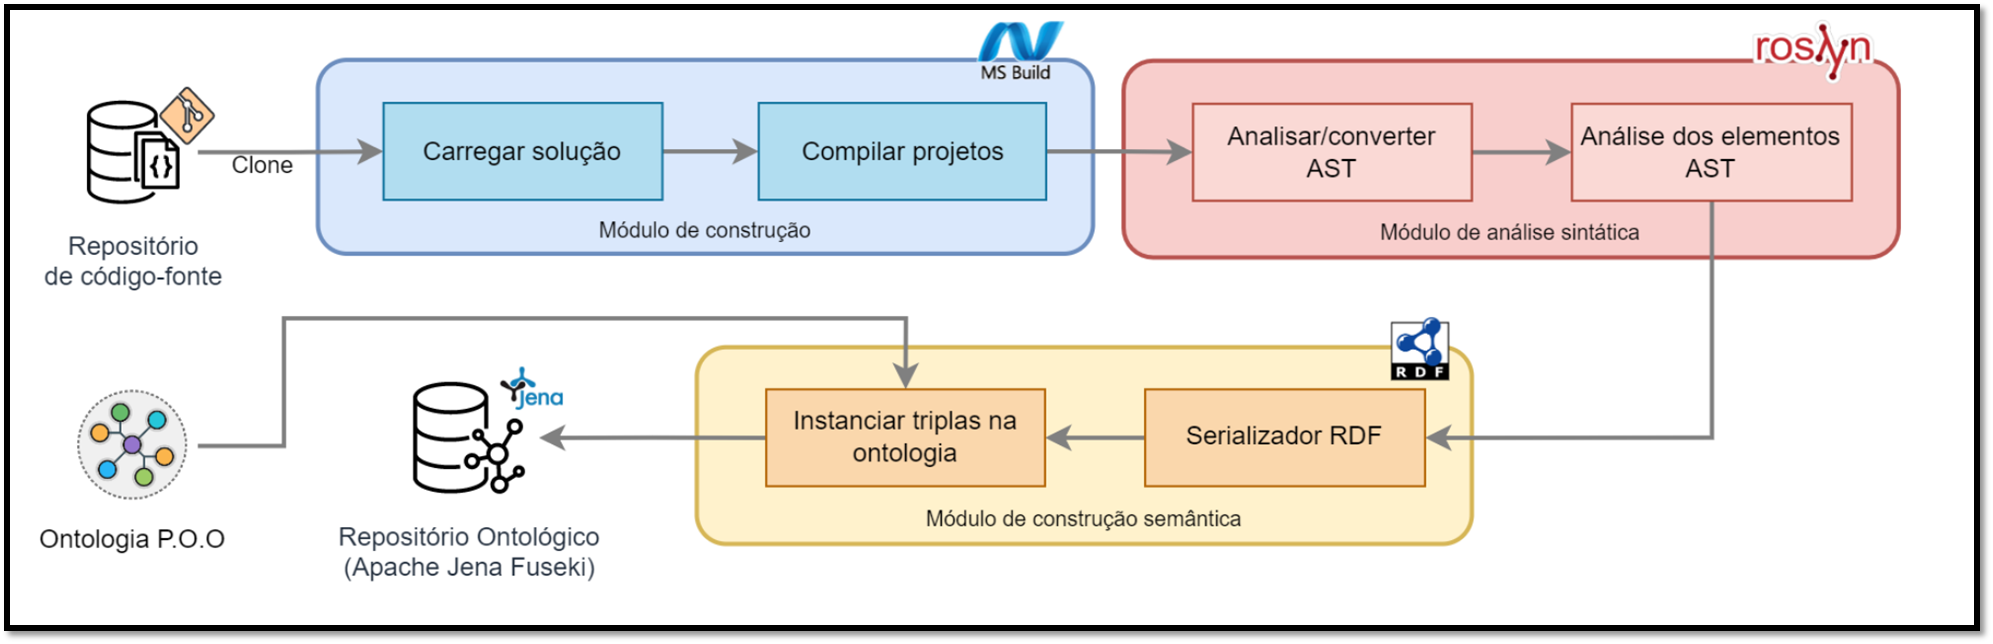 MS Build
roslyn
Carregar solução
Compilar projetos
Analisar/converter
AST
Análise dos elementos
AST
Clone
Módulo de construção
Módulo de análise sintática
Repositório
de código-fonte
RDF
Jena
Instanciar triplas na
ontologia
Serializador RDF
Módulo de construção semântica
Ontologia P.O.O
Repositório Ontológico
(Apache Jena Fuseki)